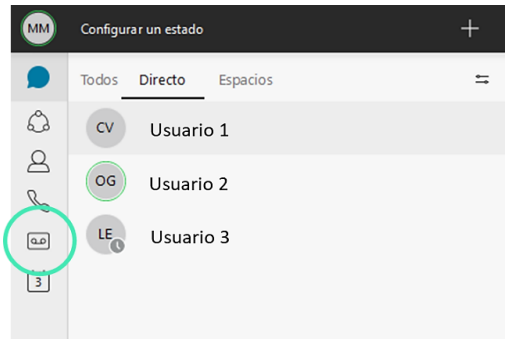 MM Configurar un estado
Todos Directo Espacios
CV Usuario 1
OG Usuario 2
LE Usuario 3
3